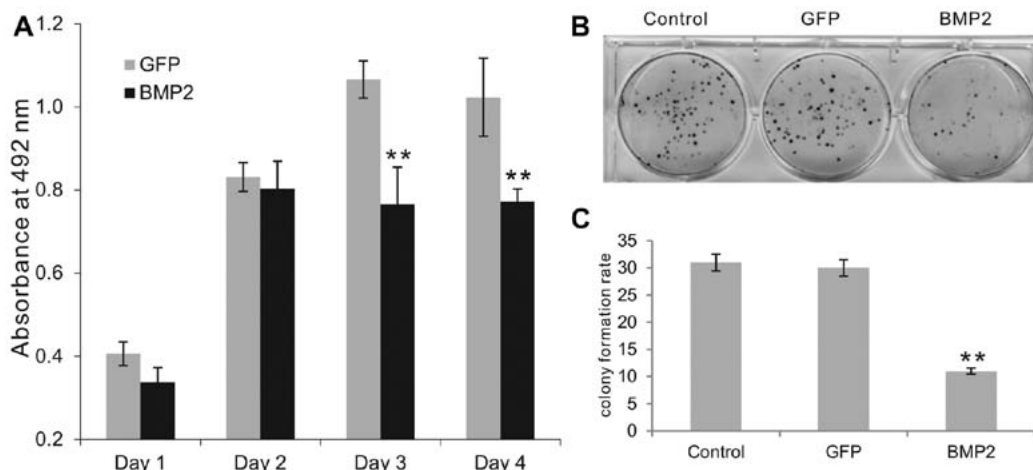 A
Absorbance at 492 nm
1.2
1.0
0.8
0.6
0.4
0.2
GFP
BMP2
**
**
Day 1 Day 2 Day 3 Day 4
B
Control GFP BMP2
C
colony formation rate
35
30
25
20
15
10
5
0
**
Control GFP BMP2